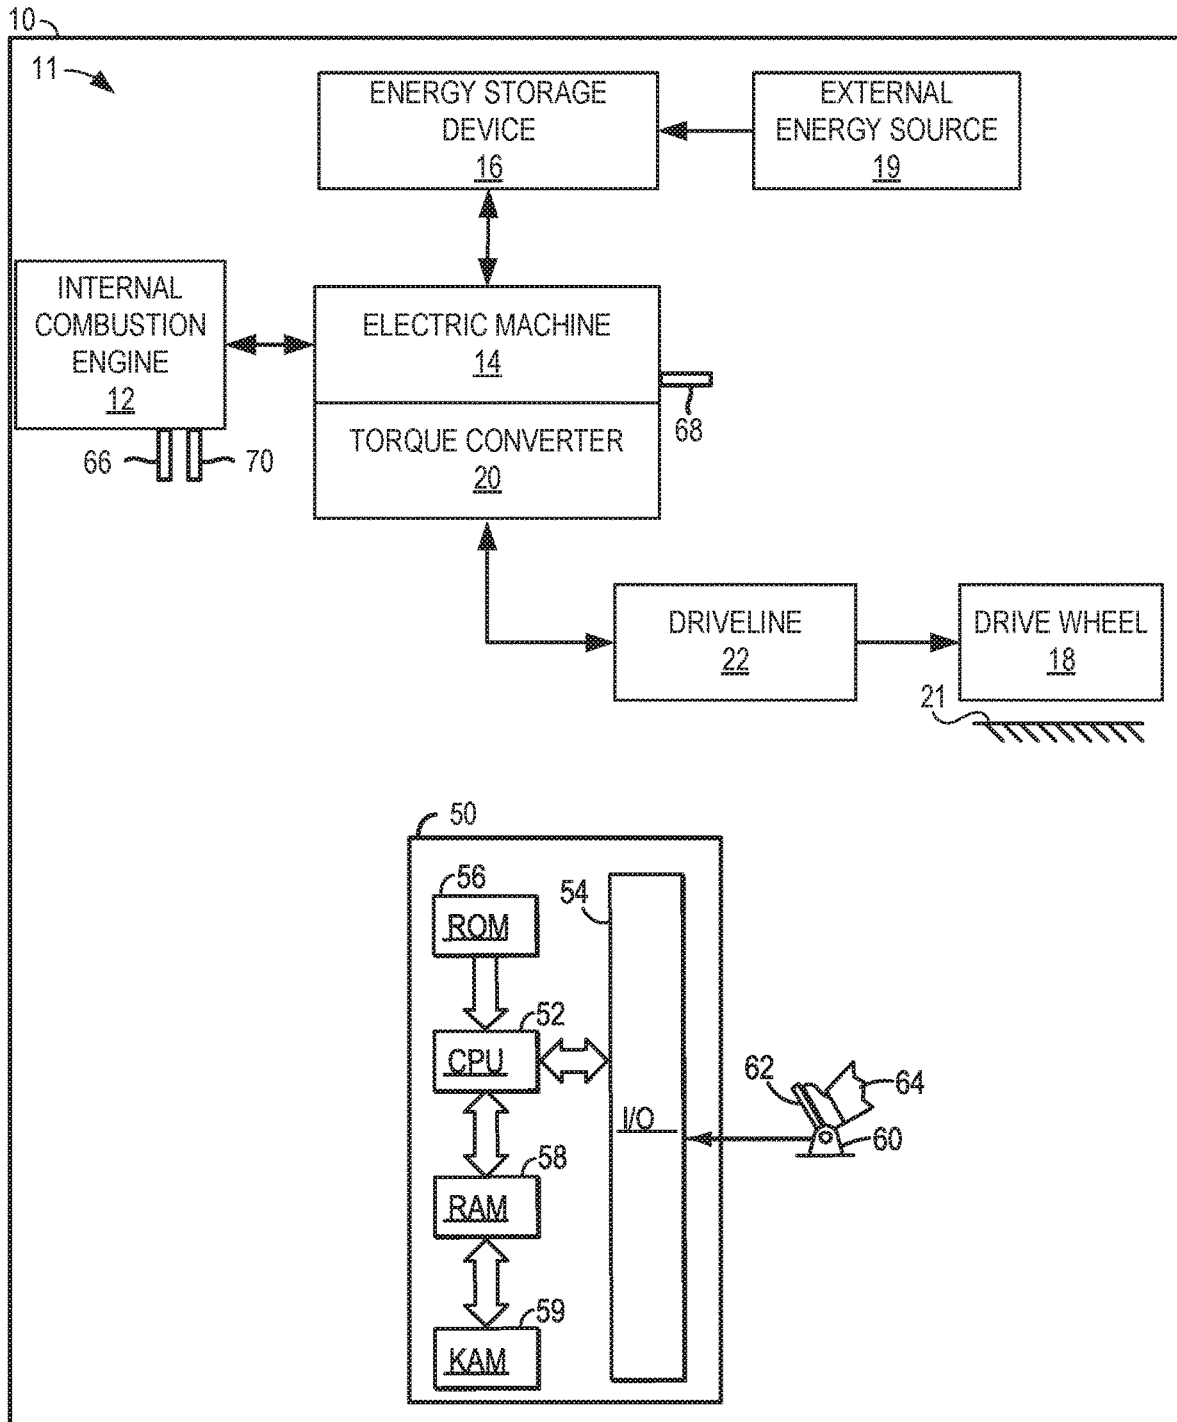 10
11
ENERGY STORAGE
DEVICE
16
EXTERNAL
ENERGY SOURCE
19
INTERNAL
COMBUSTION
ENGINE
12
ELECTRIC MACHINE
14
68
TORQUE CONVERTER
20
66
70
DRIVELINE
22
DRIVE WHEEL
18
21
50
56
ROM
54
52
CPU
I/O
62
64
60
58
RAM
59
KAM